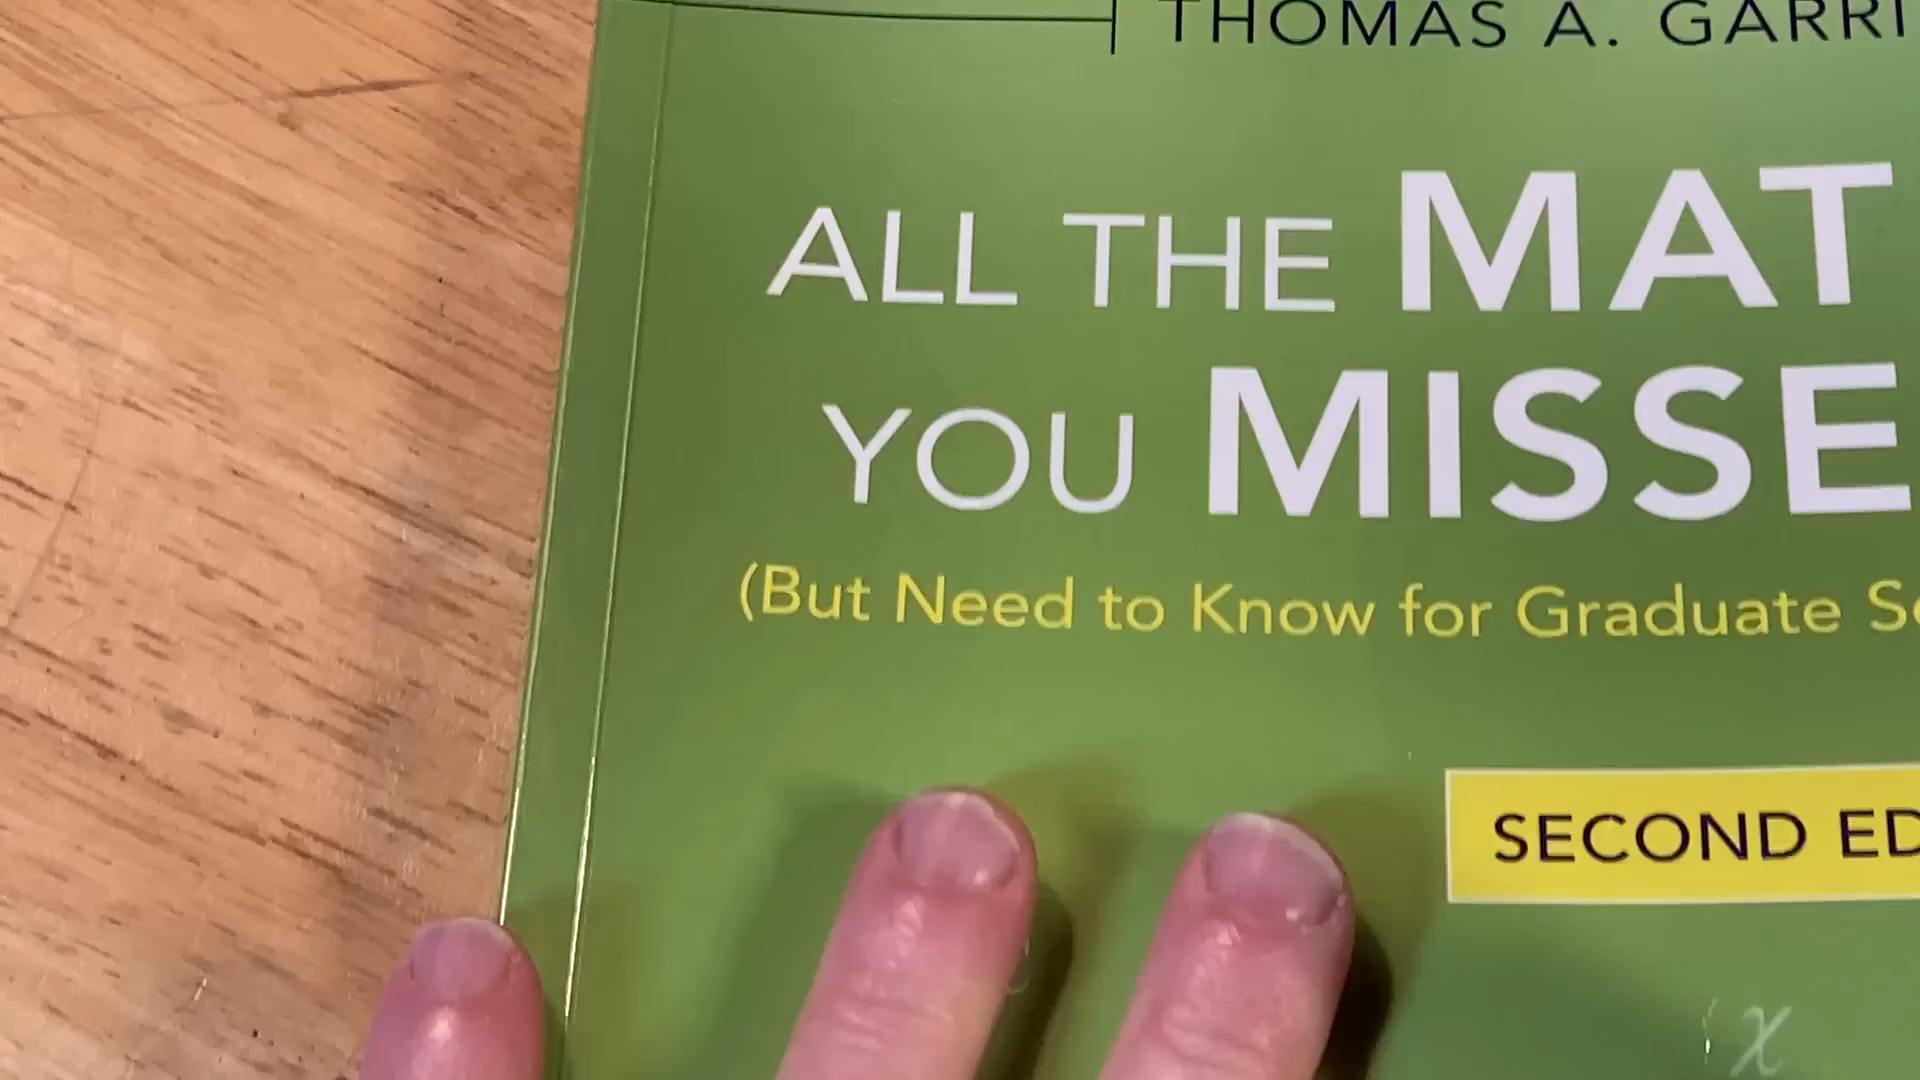 THOMAS A. GARRI
ALL THE MAT
YOU MISSE
(But Need to Know for Graduate Sc
SECOND ED
χ